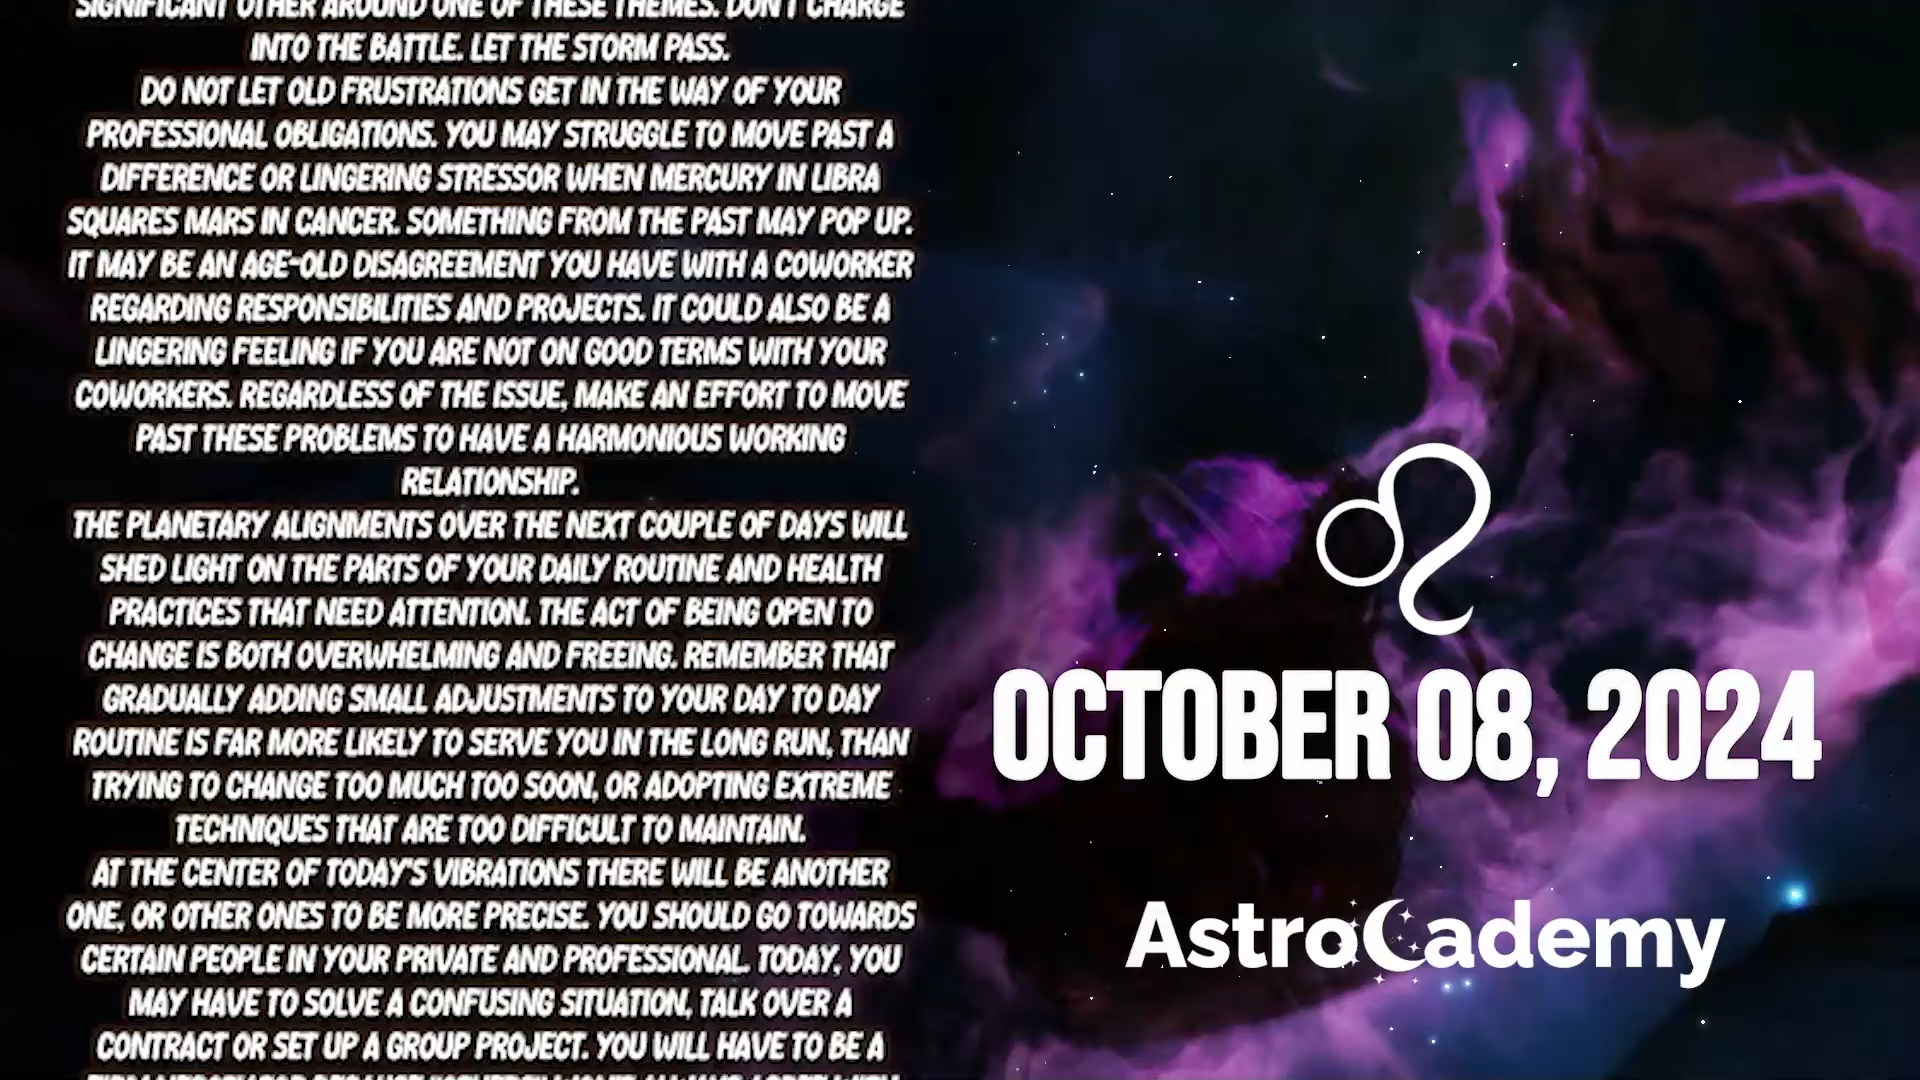 SIGNIFICANT OTHER AROUND ONE OF THESE THEMES. DON'T CHARGE
INTO THE BATTLE. LET THE STORM PASS.
DO NOT LET OLD FRUSTRATIONS GET IN THE WAY OF YOUR
PROFESSIONAL OBLIGATIONS. YOU MAY STRUGGLE TO MOVE PAST A
DIFFERENCE OR LINGERING STRESSOR WHEN MERCURY IN LIBRA
SQUARES MARS IN CANCER. SOMETHING FROM THE PAST MAY POP UP.
IT MAY BE AN AGE-OLD DISAGREEMENT YOU HAVE WITH A COWORKER
REGARDING RESPONSIBILITIES AND PROJECTS. IT COULD ALSO BE A
LINGERING FEELING IF YOU ARE NOT ON GOOD TERMS WITH YOUR
COWORKERS. REGARDLESS OF THE ISSUE, MAKE AN EFFORT TO MOVE
PAST THESE PROBLEMS TO HAVE A HARMONIOUS WORKING
RELATIONSHIP.
THE PLANETARY ALIGNMENTS OVER THE NEXT COUPLE OF DAYS WILL
SHED LIGHT ON THE PARTS OF YOUR DAILY ROUTINE AND HEALTH
PRACTICES THAT NEED ATTENTION. THE ACT OF BEING OPEN TO
CHANGE IS BOTH OVERWHELMING AND FREEING. REMEMBER THAT
GRADUALLY ADDING SMALL ADJUSTMENTS TO YOUR DAY TO DAY
ROUTINE IS FAR MORE LIKELY TO SERVE YOU IN THE LONG RUN, THAN
TRYING TO CHANGE TOO MUCH TOO SOON, OR ADOPTING EXTREME
TECHNIQUES THAT ARE TOO DIFFICULT TO MAINTAIN.
AT THE CENTER OF TODAY'S VIBRATIONS THERE WILL BE ANOTHER
ONE, OR OTHER ONES TO BE MORE PRECISE. YOU SHOULD GO TOWARDS
CERTAIN PEOPLE IN YOUR PRIVATE AND PROFESSIONAL. TODAY, YOU
MAY HAVE TO SOLVE A CONFUSING SITUATION, TALK OVER A
CONTRACT OR SET UP A GROUP PROJECT. YOU WILL HAVE TO BE A
OCTOBER 08, 2024
AstroCademy